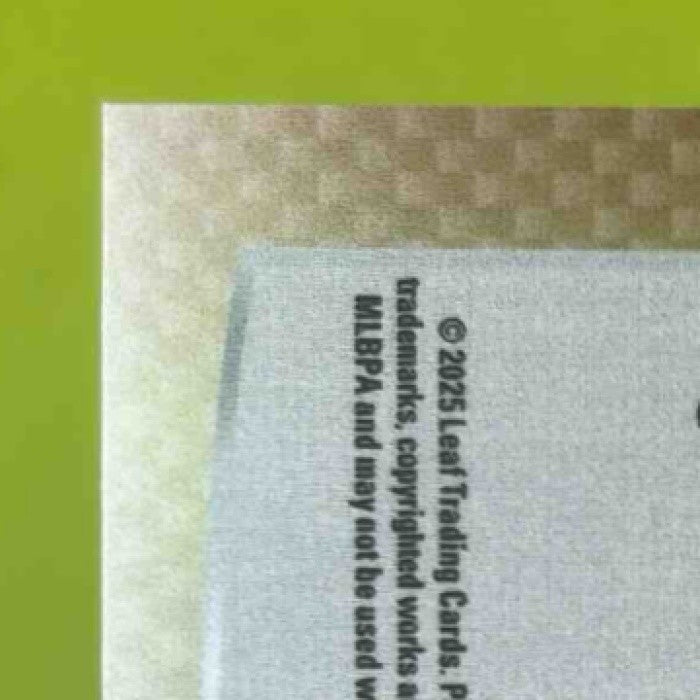 © 2025 Leaf Trading Cards. P
trademarks, copyrighted works a
MLBPA and may not be used w